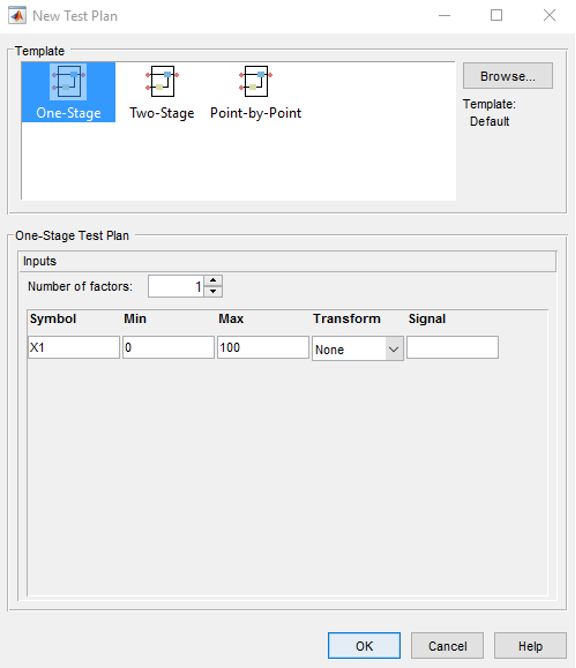 New Test Plan
Template
One-Stage
Two-Stage
Point-by-Point
Browse...
Template:
Default
One-Stage Test Plan
Inputs
Number of factors: 1
Symbol Min Max Transform Signal
X1 0 100 None
OK Cancel Help